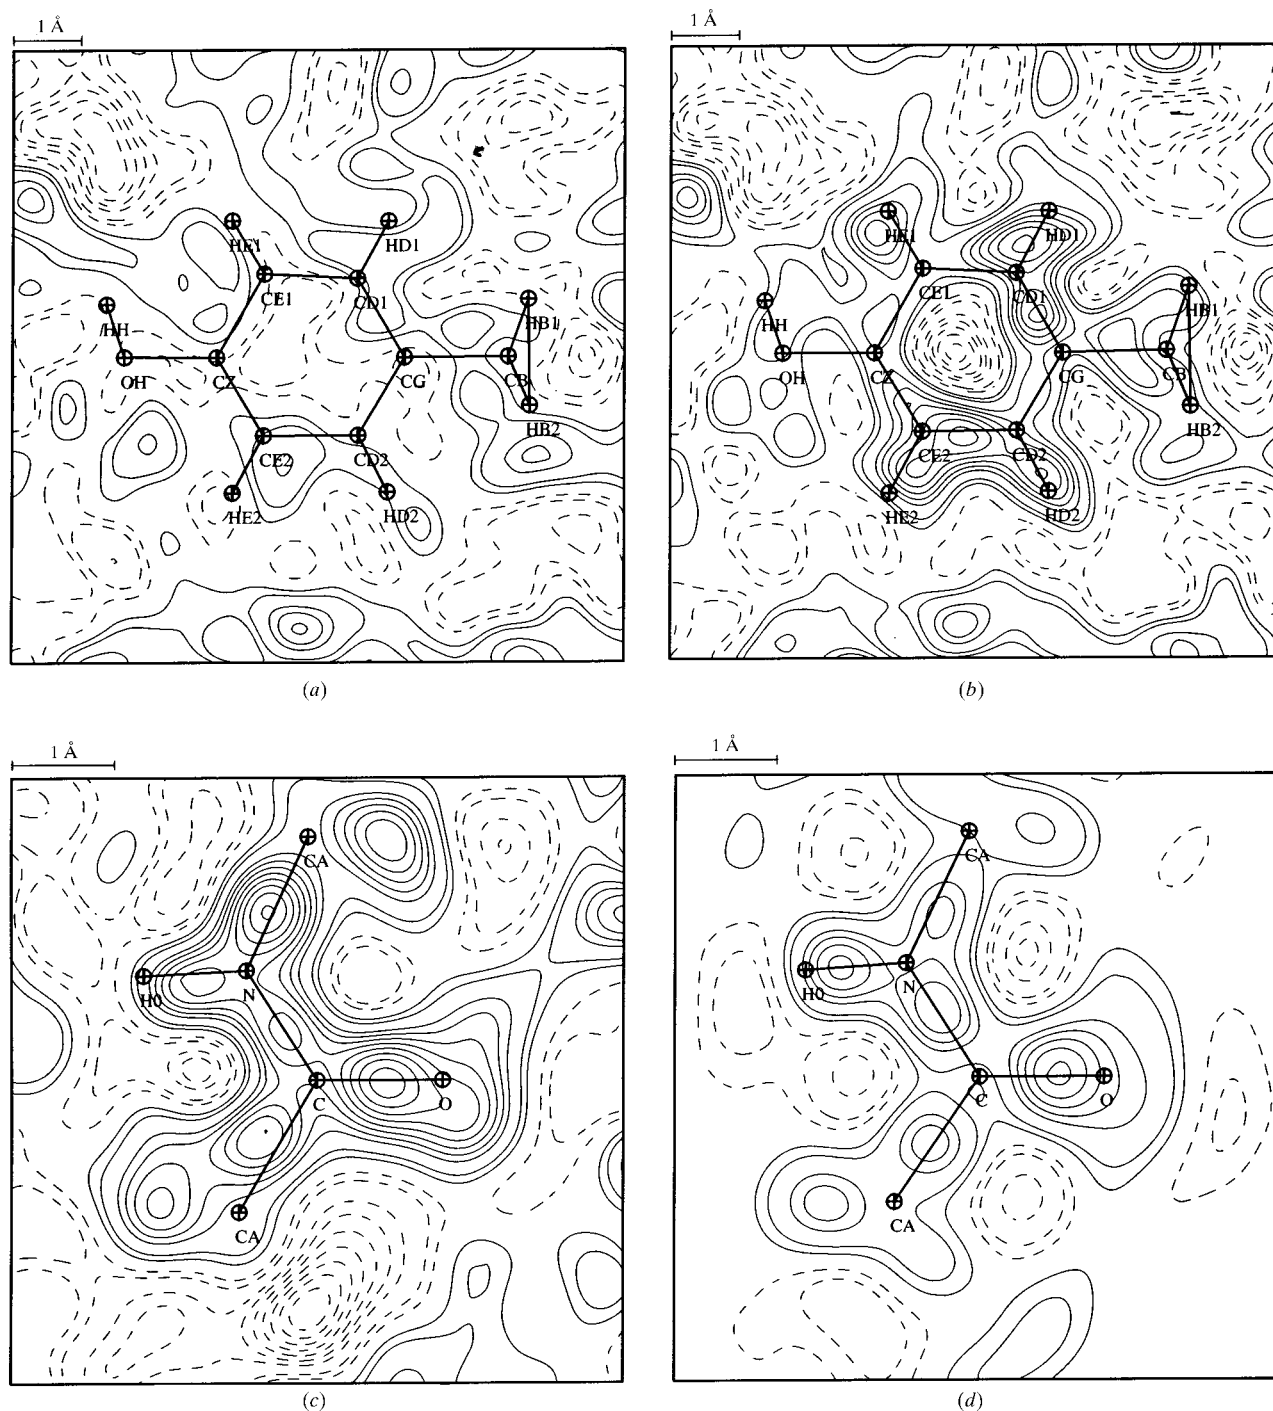 1 Å 1 Å
HE1 HD1 HE1 HD1
CE1 CD1 CE1 CD1
HH HB1 HH HB1
OH CZ CG CB OH CZ CG CB
HB2 HB2
CE2 CD2 CE2 CD2
HE2 HD2 HE2 HD2
(a) (b)
1 Å 1 Å
CA CA
H0 N H0 N
C O C O
CA CA
(c) (d)